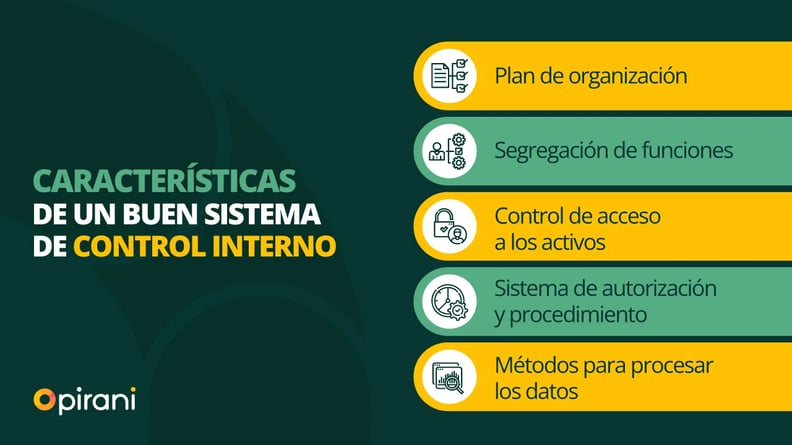 CARACTERÍSTICAS
DE UN BUEN SISTEMA
DE CONTROL INTERNO
Plan de organización
Segregación de funciones
Control de acceso
a los activos
Sistema de autorización
y procedimiento
Métodos para procesar
los datos
pirani